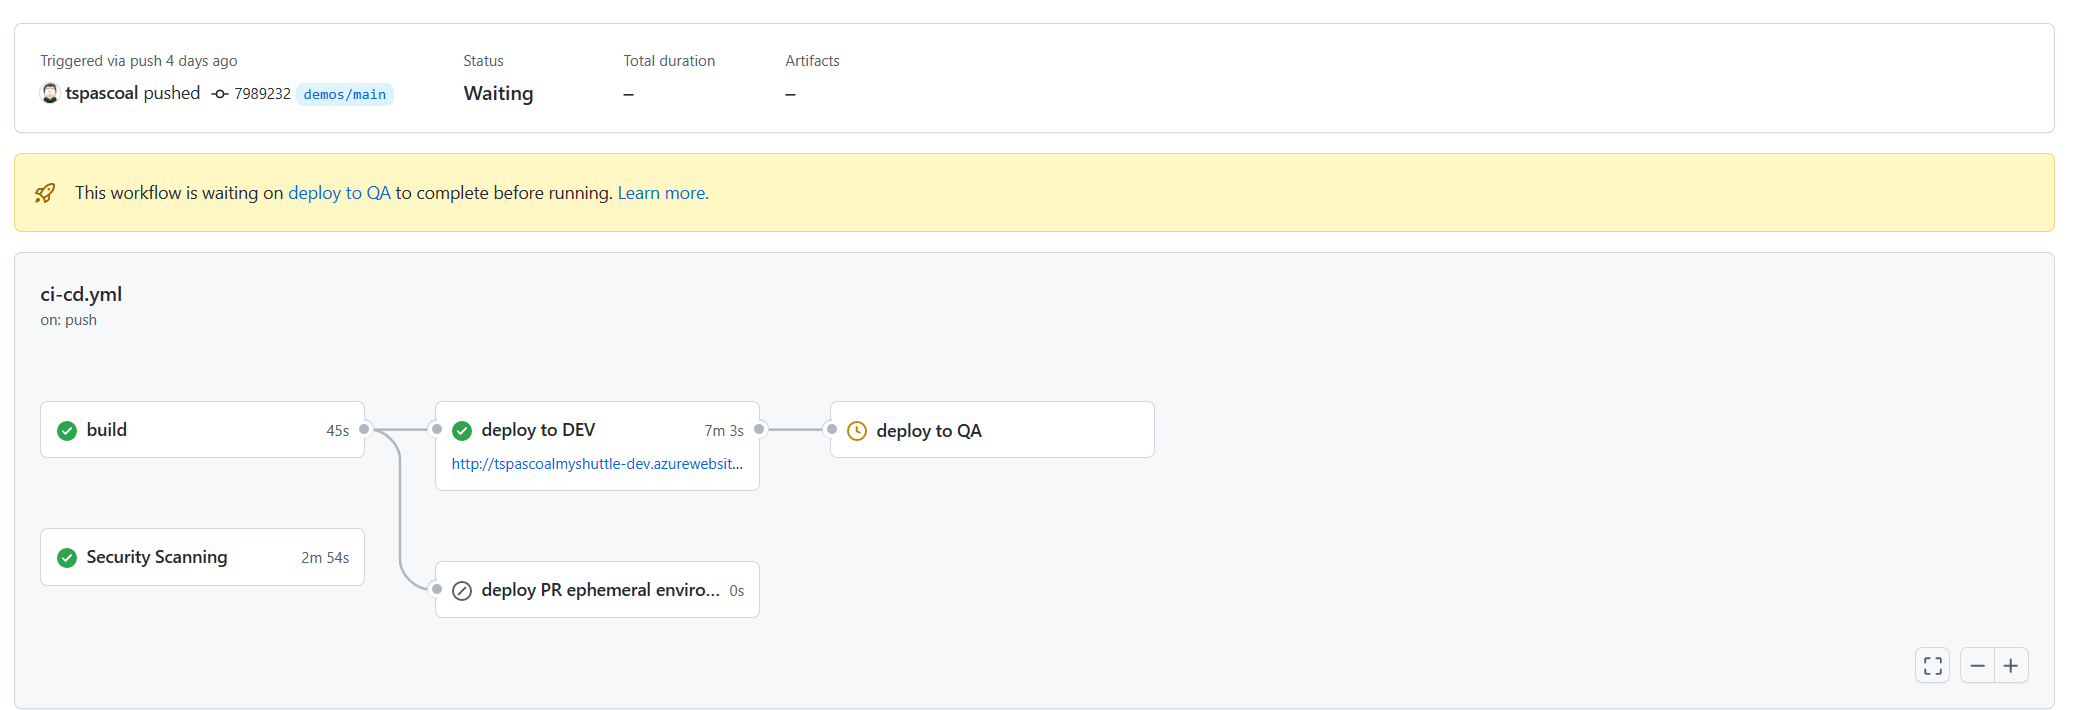 Triggered via push 4 days ago
tspascoal pushed 7989232 demos/main
Status
Waiting
Total duration
–
Artifacts
–
This workflow is waiting on deploy to QA to complete before running. Learn more.
ci-cd.yml
on: push
build 45s
deploy to DEV 7m 3s
http://tspascoalmyshuttle-dev.azurewebsit...
deploy to QA
Security Scanning 2m 54s
deploy PR ephemeral enviro... 0s